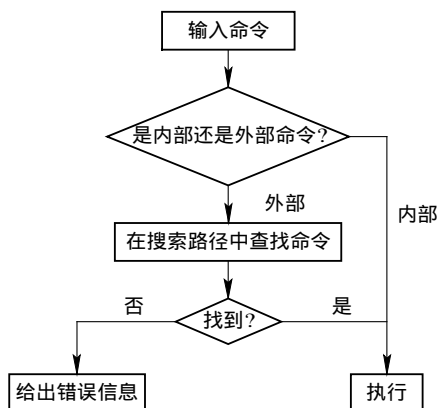 输入命令
是内部还是外部命令?
外部
内部
在搜索路径中查找命令
否
找到?
是
给出错误信息
执行